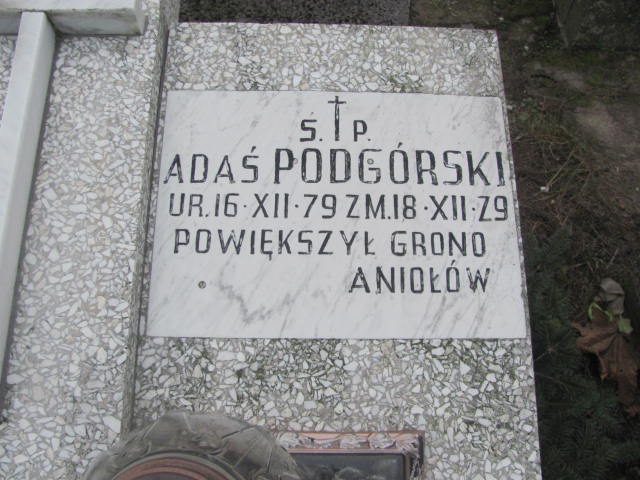 Ś. P.
ADAŚ PODGÓRSKI
UR. 16·XII·79 ZM. 18·XII·79
POWIĘKSZYŁ GRONO
ANIOŁÓW